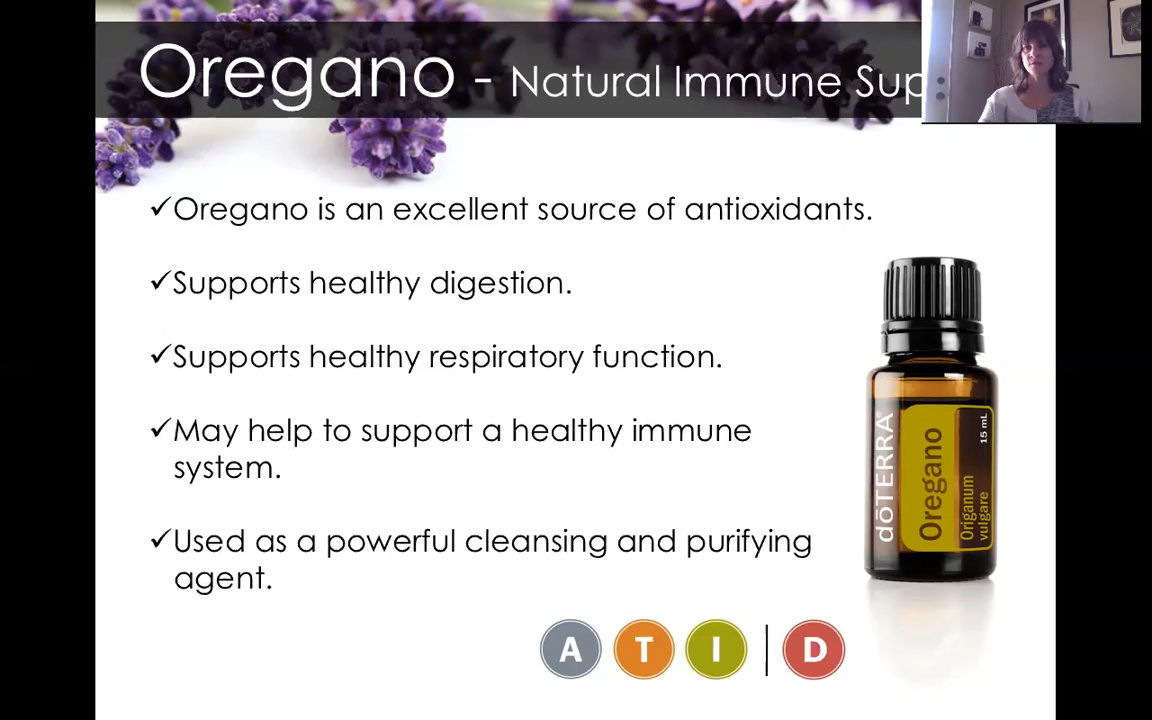 Oregano - Natural Immune Sup
✓Oregano is an excellent source of antioxidants.
✓Supports healthy digestion.
✓Supports healthy respiratory function.
✓May help to support a healthy immune
system.
✓Used as a powerful cleansing and purifying
agent.
dōTERRA
Oregano
Origanum
vulgare
15 mL
A T I | D